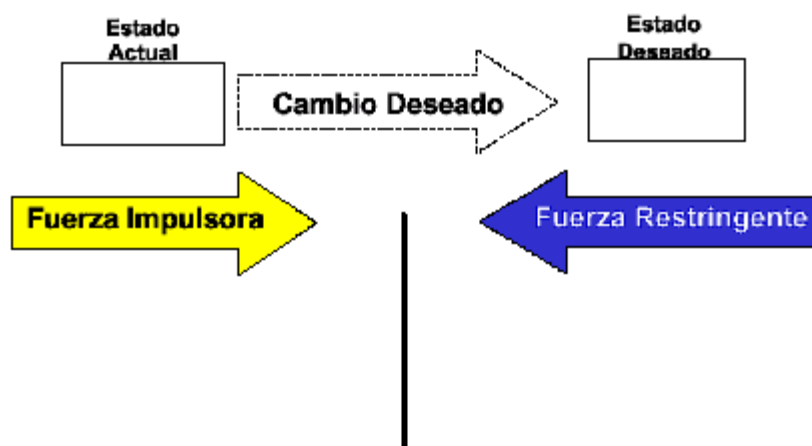 Estado
Actual
Estado
Deseado
Cambio Deseado
Fuerza Impulsora
Fuerza Restringente